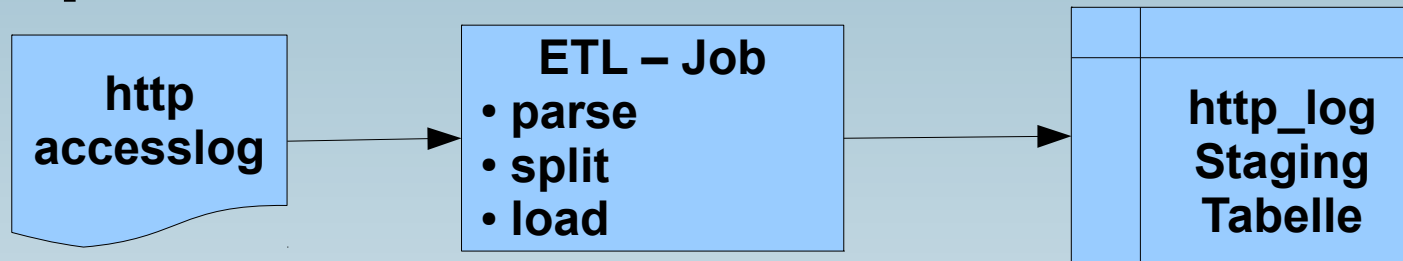 http
accesslog
ETL – Job
• parse
• split
• load
http_log
Staging
Tabelle